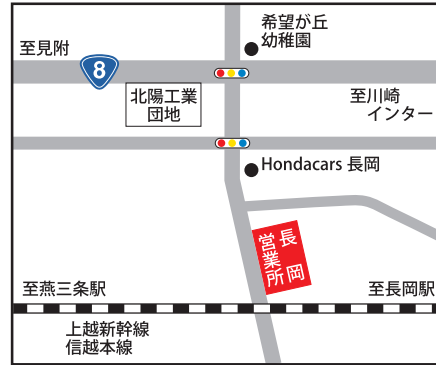 希望が丘
幼稚園
至見附
8
北陽工業
団地
至川崎
インター
Hondacars 長岡
長岡
営業所
至燕三条駅
至長岡駅
上越新幹線
信越本線